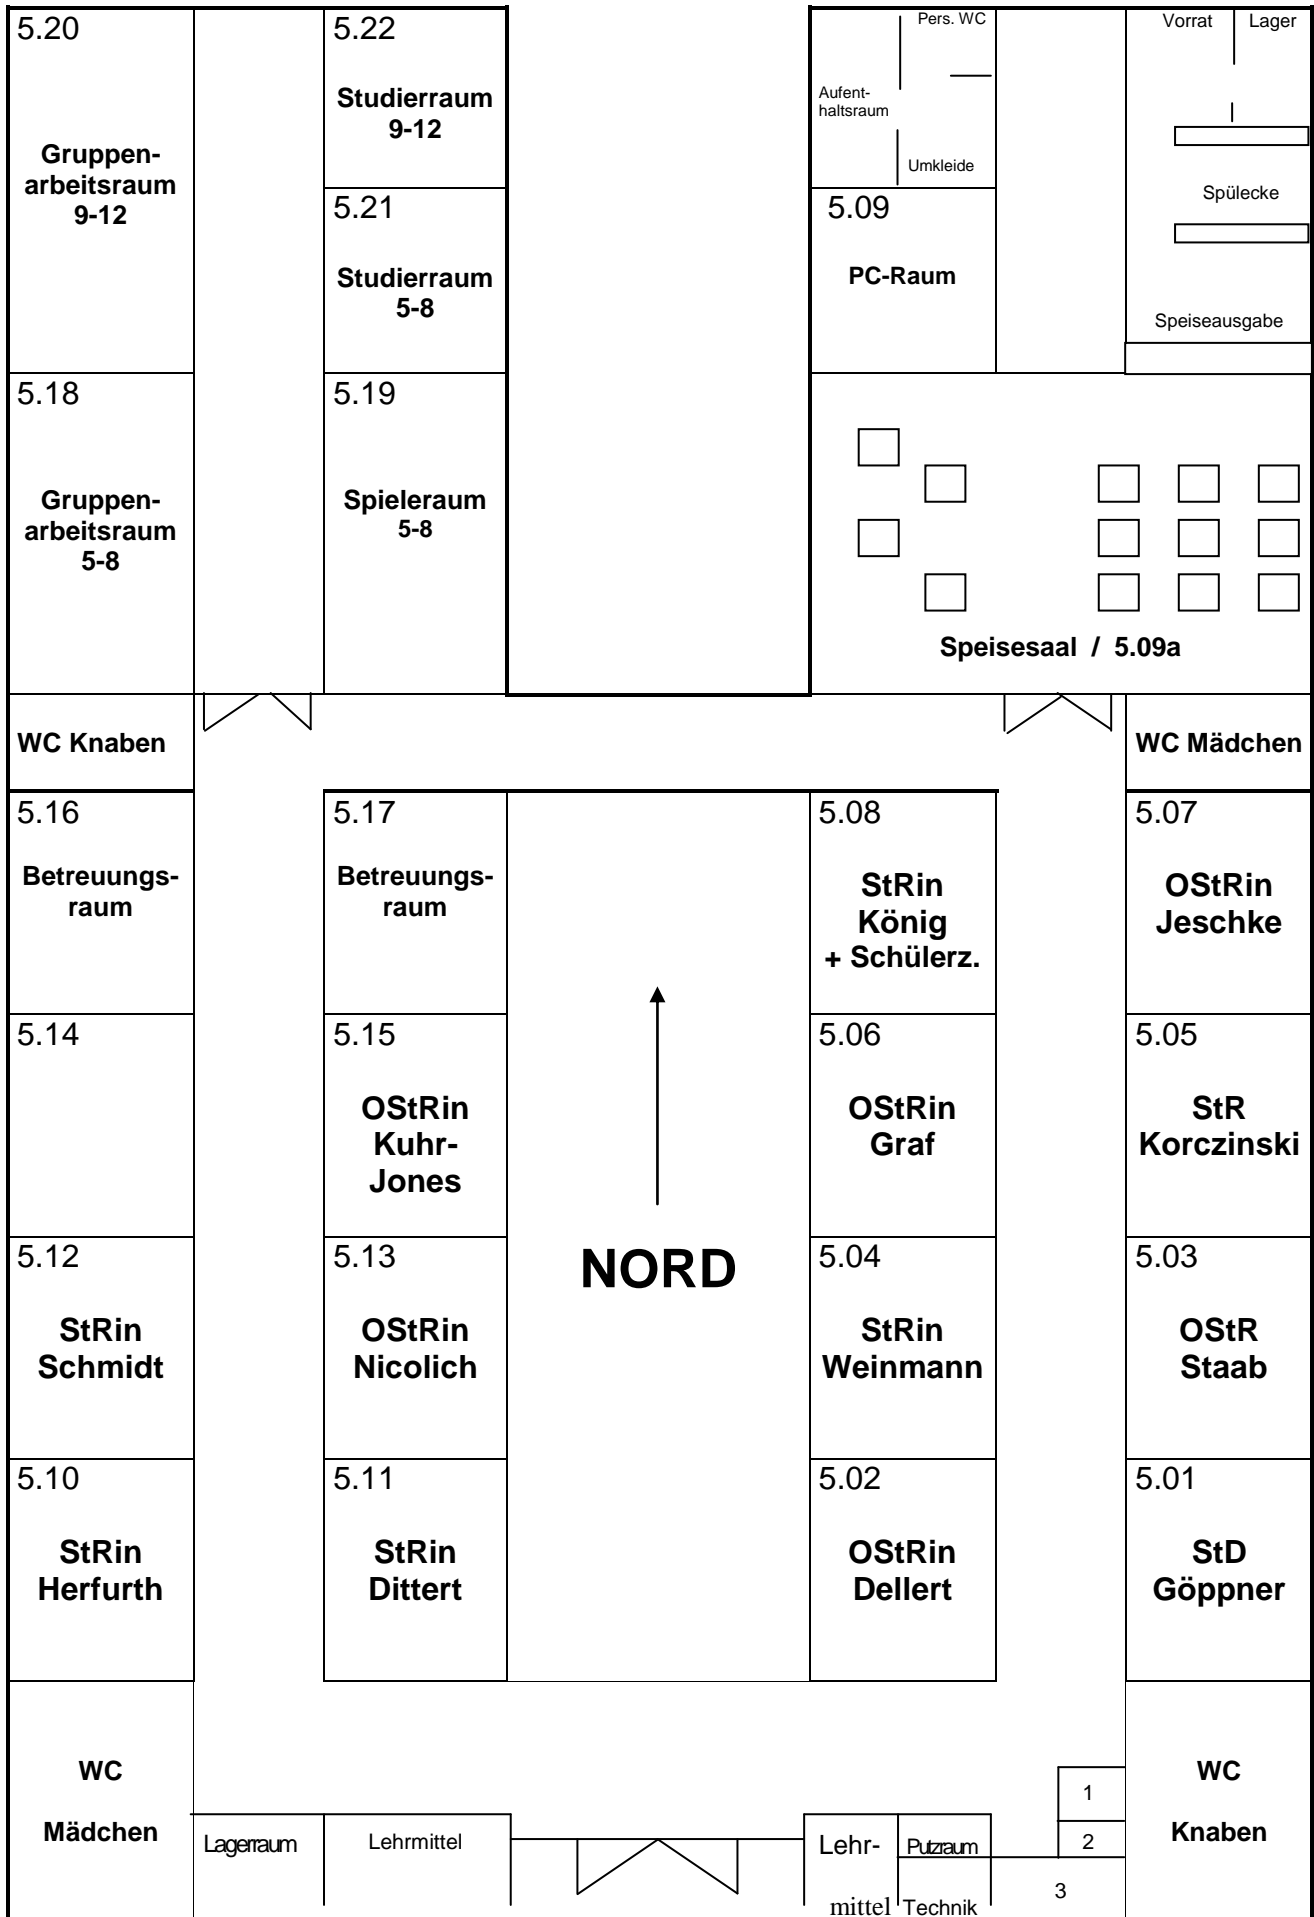 5.20
Gruppen-
arbeitsraum
9-12
5.22
Studierraum
9-12
Pers. WC
Aufent-
haltsraum
Umkleide
Vorrat
Lager
Spülecke
Speiseausgabe
5.21
Studierraum
5-8
5.09
PC-Raum
5.18
Gruppen-
arbeitsraum
5-8
5.19
Spieleraum
5-8
Speisesaal / 5.09a
WC Knaben
WC Mädchen
5.16
Betreuungs-
raum
5.17
Betreuungs-
raum
5.08
StRin
König
+ Schülerz.
5.07
OStRin
Jeschke
5.14
5.15
OStRin
Kuhr-
Jones
5.06
OStRin
Graf
5.05
StR
Korczinski
5.12
StRin
Schmidt
5.13
OStRin
Nicolich
NORD
5.04
StRin
Weinmann
5.03
OStR
Staab
5.10
StRin
Herfurth
5.11
StRin
Dittert
5.02
OStRin
Dellert
5.01
StD
Göppner
WC
Mädchen
Lagerraum
Lehrmittel
Lehr-
mittel
Putzraum
Technik
1
2
3
WC
Knaben